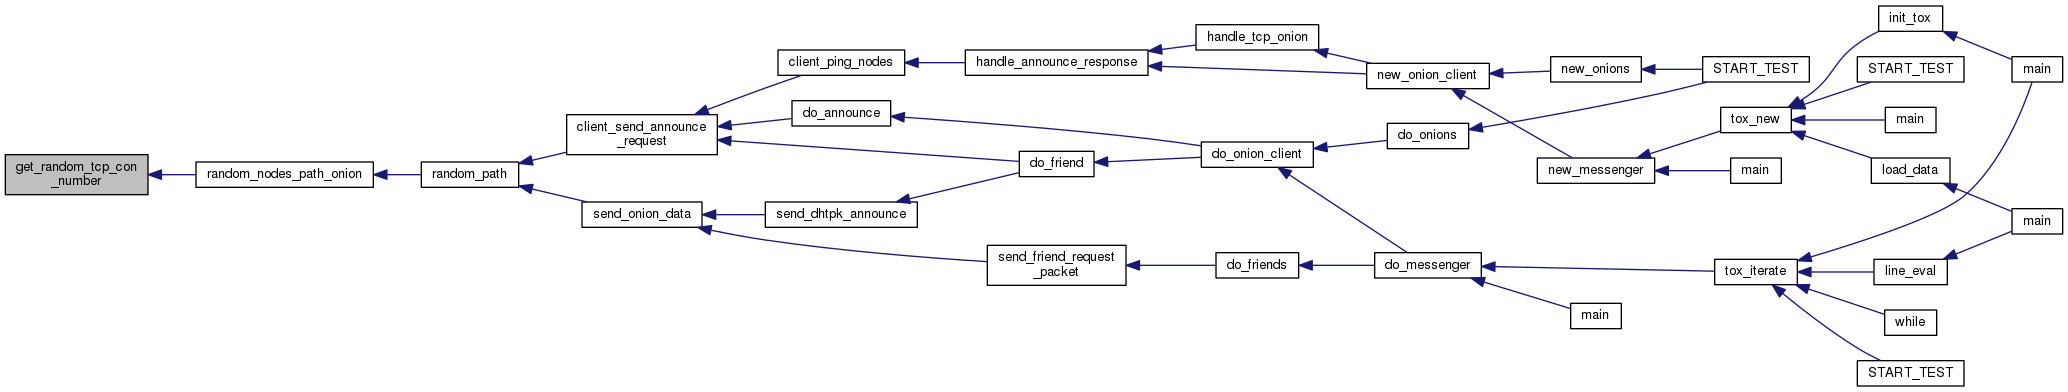 get_random_tcp_con
_number
random_nodes_path_onion
random_path
client_send_announce
_request
send_onion_data
client_ping_nodes
do_announce
send_dhtpk_announce
handle_announce_response
do_friend
send_friend_request
_packet
handle_tcp_onion
do_onion_client
do_friends
new_onion_client
do_onions
do_messenger
new_onions
new_messenger
main
START_TEST
main
tox_new
tox_iterate
init_tox
START_TEST
main
load_data
line_eval
while
START_TEST
main
main